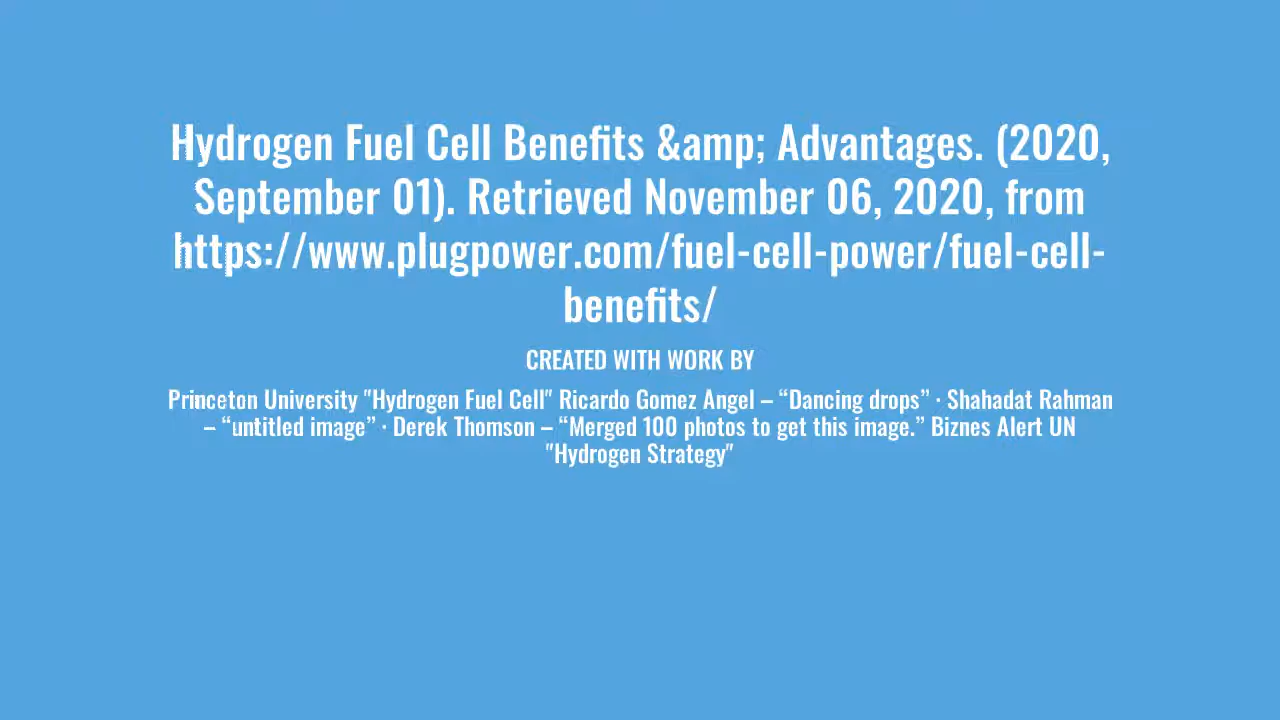 Hydrogen Fuel Cell Benefits &amp; Advantages. (2020,
September 01). Retrieved November 06, 2020, from
https://www.plugpower.com/fuel-cell-power/fuel-cell-
benefits/
CREATED WITH WORK BY
Princeton University "Hydrogen Fuel Cell" Ricardo Gomez Angel – “Dancing drops” · Shahadat Rahman
– “untitled image” · Derek Thomson – “Merged 100 photos to get this image.” Biznes Alert UN
"Hydrogen Strategy"